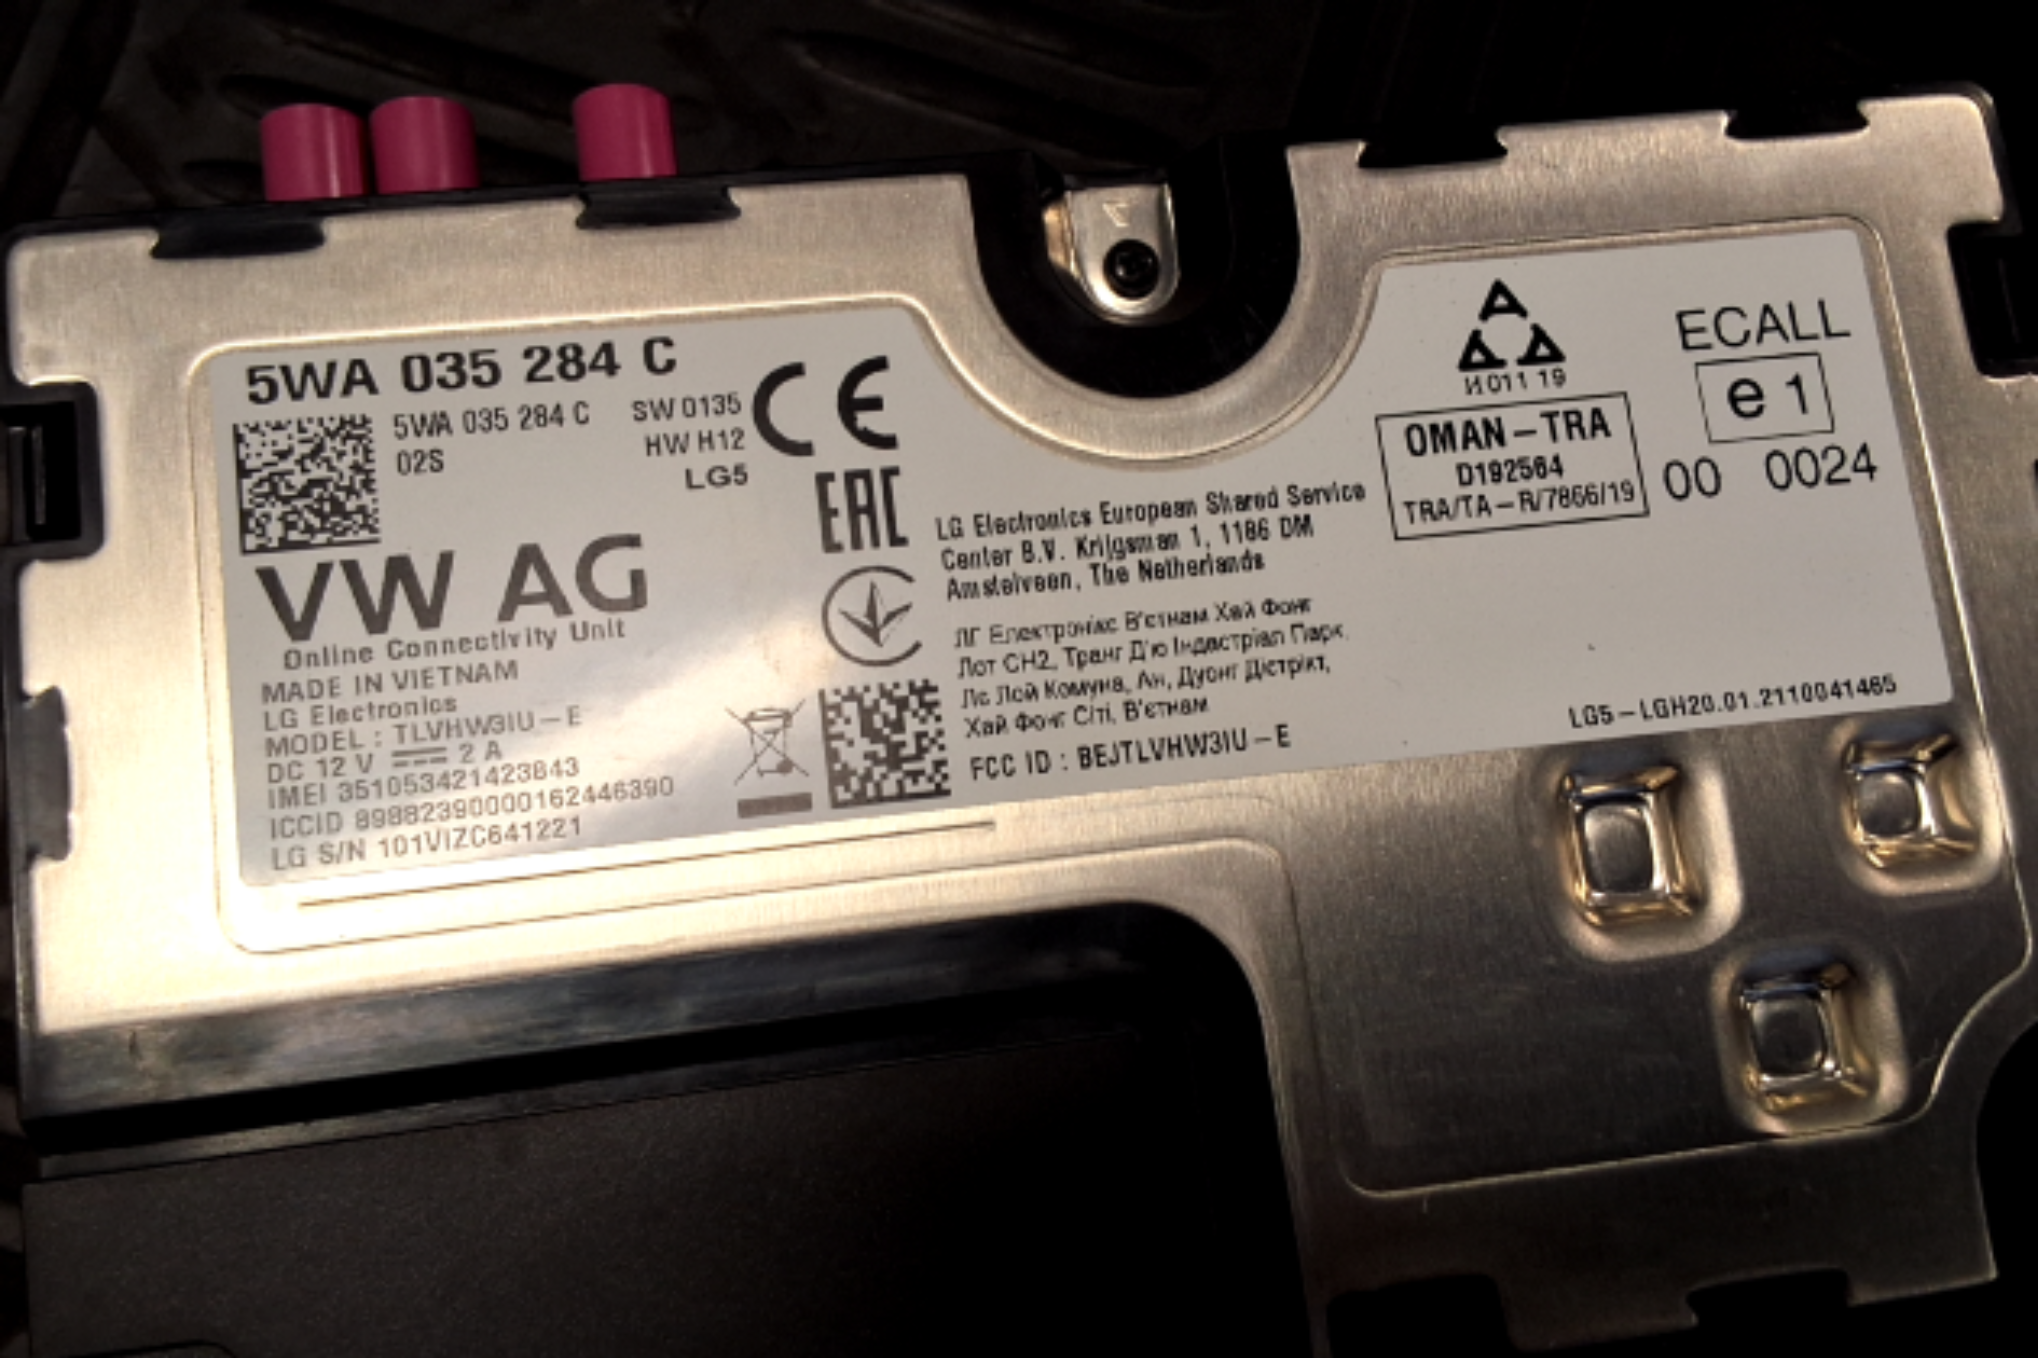 5WA 035 284 C
5WA 035 284 C
02S
SW 0135
HW H12
LG5
CE
EAC
VW AG
Online Connectivity Unit
MADE IN VIETNAM
LG Electronics
MODEL : TLVHW3IU-E
DC 12 V 2 A
IMEI 351053421423843
ICCID 89882390000162446390
LG S/N 101VIZC641221
LG Electronics European Shared Service
Center B.V. Krijgsman 1, 1186 DM
Amstelveen, The Netherlands
ЛГ Електронікс В'єтнам Хай Фонг
Лот СН2, Транг Д'ю Індастріал Парк,
Лє Лой Комуна, Ан, Дуонг Дістрікт,
Хай Фонг Сіті, В'єтнам
FCC ID : BEJTLVHW3IU-E
H 011 19
OMAN-TRA
D192564
TRA/TA-R/7866/19
ECALL
e 1
00 0024
LG5-LGH20.01.2110041465